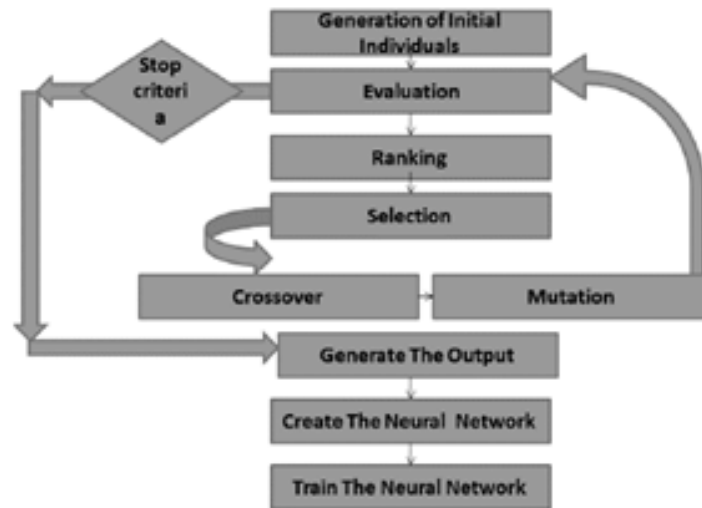 Generation of Initial
Individuals
Stop
criteri
a
Evaluation
Ranking
Selection
Crossover
Mutation
Generate The Output
Create The Neural Network
Train The Neural Network